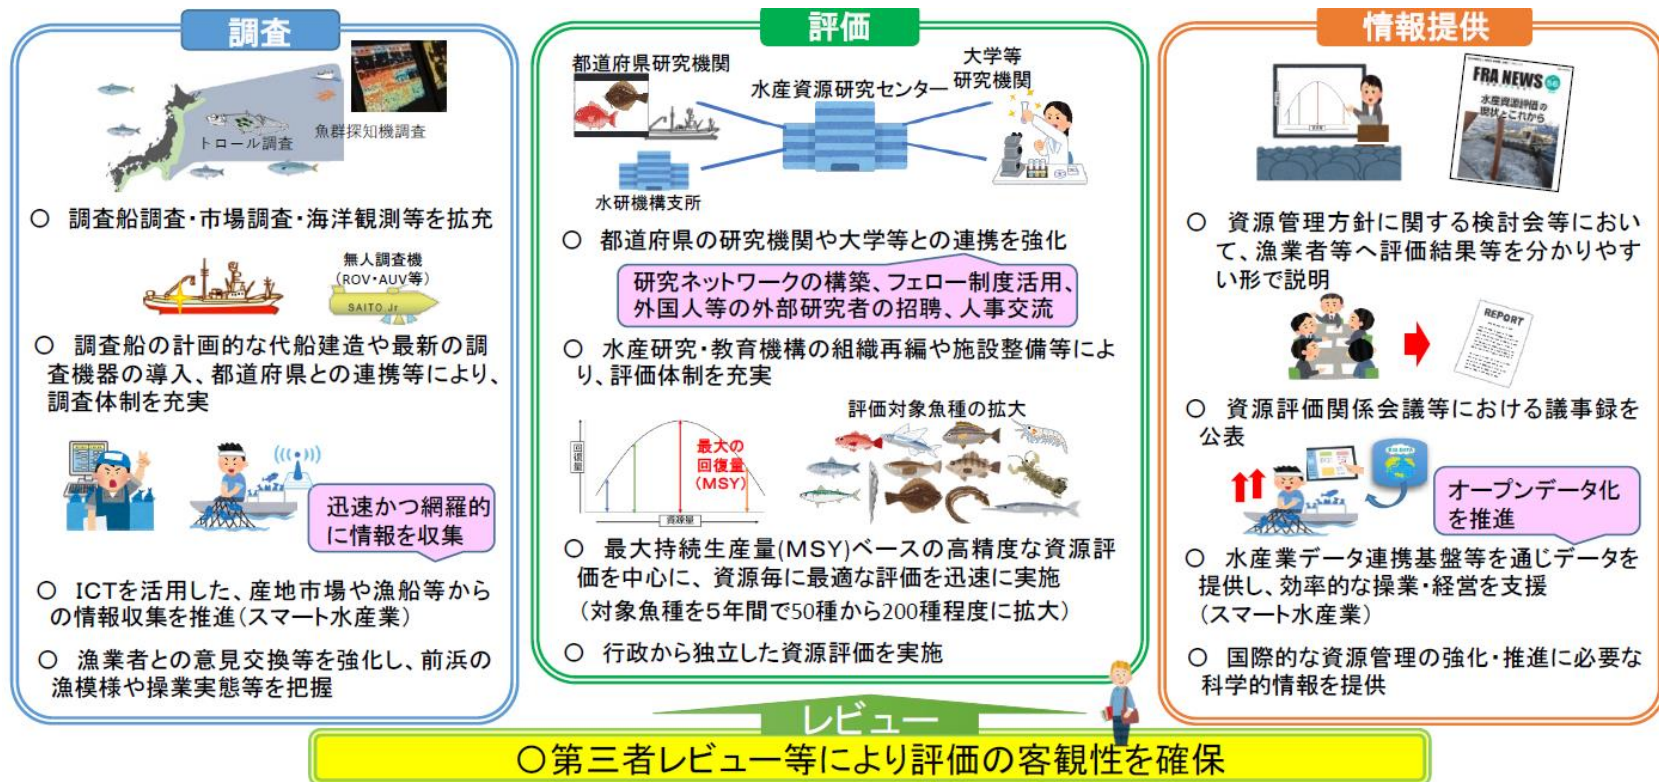 調査
魚群探知機調査
トロール調査
〇 調査船調査・市場調査・海洋観測等を拡充
無人調査機
(ROV・AUV等)
SAITO.Jr
〇 調査船の計画的な代船建造や最新の調
査機器の導入、都道府県との連携等により、
調査体制を充実
迅速かつ網羅的
に情報を収集
〇 ICTを活用した、産地市場や漁船等から
の情報収集を推進(スマート水産業)
〇 漁業者との意見交換等を強化し、前浜の
漁模様や操業実態等を把握
評価
都道府県研究機関
水産資源研究センター
大学等
研究機関
水研機構支所
〇 都道府県の研究機関や大学等との連携を強化
研究ネットワークの構築、フェロー制度活用、
外国人等の外部研究者の招聘、人事交流
〇 水産研究・教育機構の組織再編や施設整備等によ
り、評価体制を充実
回復量
最大の
回復量
(MSY)
資源量
評価対象魚種の拡大
〇 最大持続生産量(MSY)ベースの高精度な資源評
価を中心に、資源毎に最適な評価を迅速に実施
(対象魚種を5年間で50種から200種程度に拡大)
〇 行政から独立した資源評価を実施
情報提供
FRA NEWS
水産資源評価の
現状とこれから
〇 資源管理方針に関する検討会等におい
て、漁業者等へ評価結果等を分かりやす
い形で説明
REPORT
〇 資源評価関係会議等における議事録を
公表
オープンデータ化
を推進
〇 水産業データ連携基盤等を通じデータを
提供し、効率的な操業・経営を支援
(スマート水産業)
〇 国際的な資源管理の強化・推進に必要な
科学的情報を提供
レビュー
〇第三者レビュー等により評価の客観性を確保